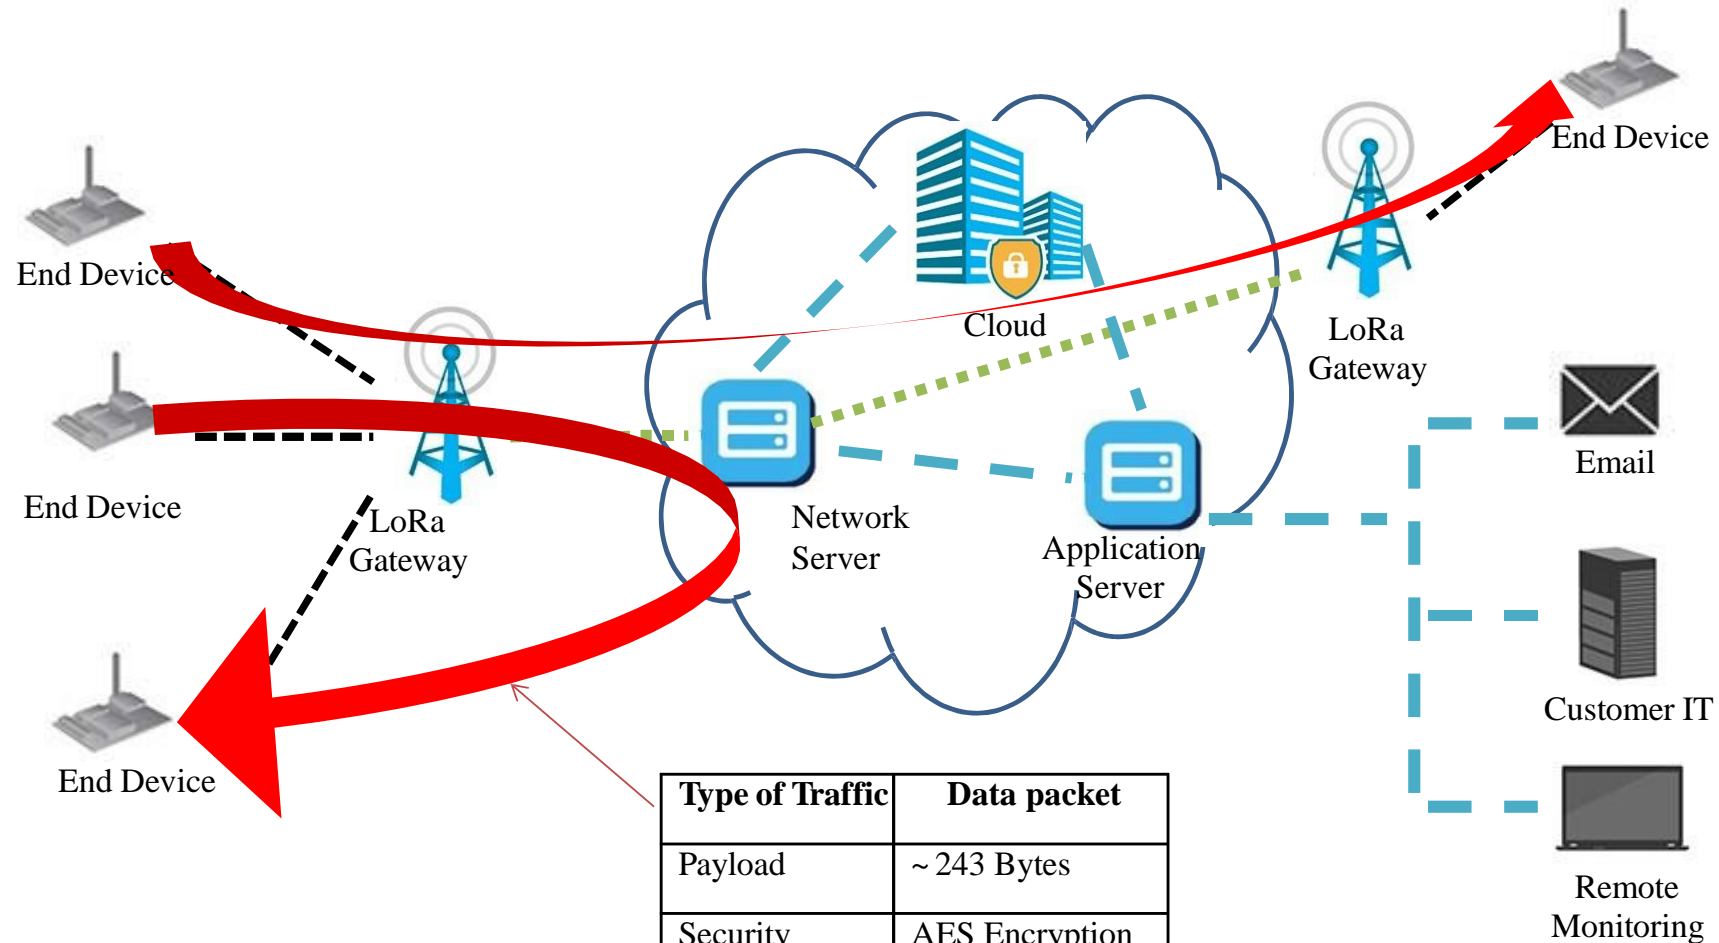 End Device
End Device
Cloud
LoRa
Gateway
Email
End Device
LoRa
Gateway
Network
Server
Application
Server
Customer IT
End Device
Type of Traffic Data packet
Payload ~ 243 Bytes
Security AES Encryption
Remote
Monitoring